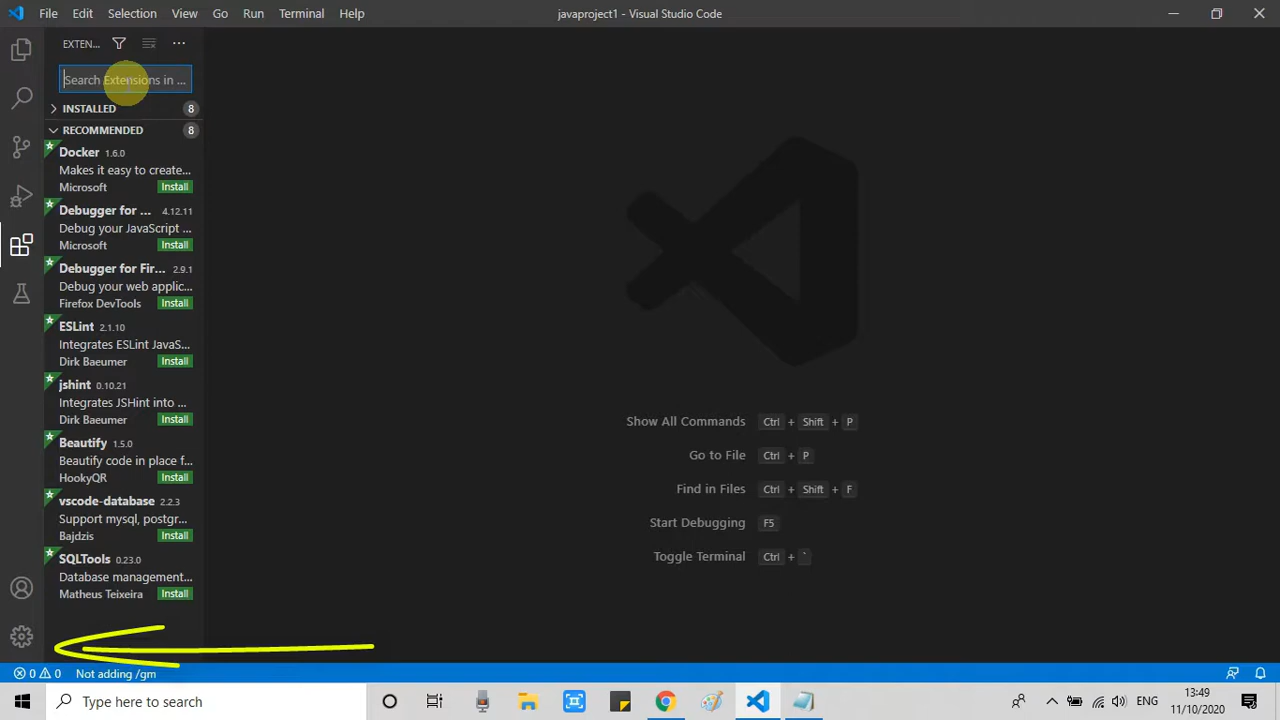 File Edit Selection View Go Run Terminal Help
javaproject1 - Visual Studio Code
EXTEN...
Search Extensions in ...
INSTALLED 8
RECOMMENDED 8
Docker 1.6.0
Makes it easy to create...
Microsoft Install
Debugger for ... 4.12.11
Debug your JavaScript ...
Microsoft Install
Debugger for Fir... 2.9.1
Debug your web applic...
Firefox DevTools Install
ESLint 2.1.10
Integrates ESLint JavaS...
Dirk Baeumer Install
jshint 0.10.21
Integrates JSHint into ...
Dirk Baeumer Install
Beautify 1.5.0
Beautify code in place f...
HookyQR Install
vscode-database 2.2.3
Support mysql, postgr...
Bajdzis Install
SQLTools 0.23.0
Database management...
Matheus Teixeira Install
Show All Commands Ctrl + Shift + P
Go to File Ctrl + P
Find in Files Ctrl + Shift + F
Start Debugging F5
Toggle Terminal Ctrl + `
0 0 Not adding /gm
Type here to search
ENG
13:49
11/10/2020